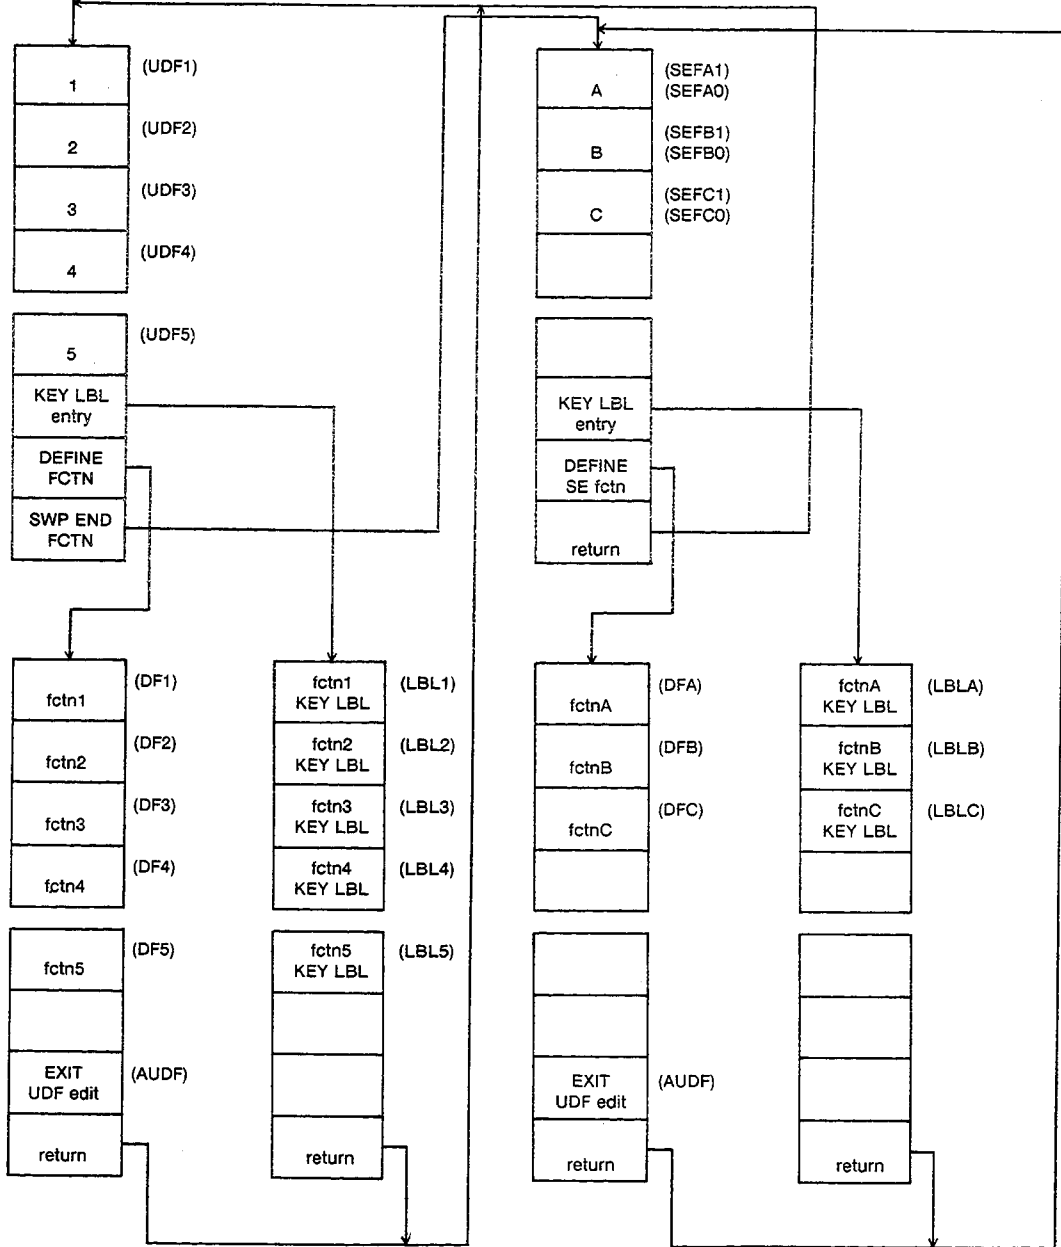 1 (UDF1)
2 (UDF2)
3 (UDF3)
4 (UDF4)
5 (UDF5)
KEY LBL
entry
DEFINE
FCTN
SWP END
FCTN
A (SEFA1)
(SEFA0)
B (SEFB1)
(SEFB0)
C (SEFC1)
(SEFC0)
KEY LBL
entry
DEFINE
SE fctn
return
fctn1 (DF1)
fctn2 (DF2)
fctn3 (DF3)
fctn4 (DF4)
fctn5 (DF5)
EXIT (AUDF)
UDF edit
return
fctn1 (LBL1)
KEY LBL
fctn2 (LBL2)
KEY LBL
fctn3 (LBL3)
KEY LBL
fctn4 (LBL4)
KEY LBL
fctn5 (LBL5)
KEY LBL
return
fctnA (DFA)
fctnB (DFB)
fctnC (DFC)
EXIT (AUDF)
UDF edit
return
fctnA (LBLA)
KEY LBL
fctnB (LBLB)
KEY LBL
fctnC (LBLC)
KEY LBL
return